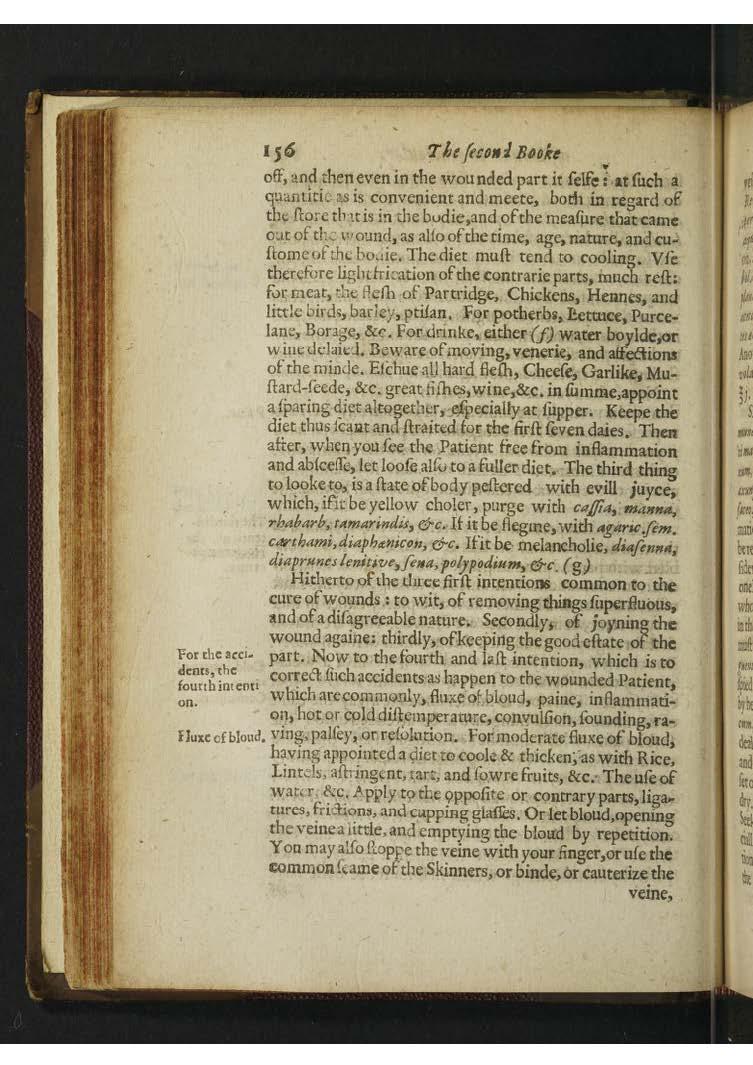 156 The ſecond Booke
off, and then even in the wounded part it ſelfe: at ſuch a
quantitie as is convenient and meete, both in regard of
the ſtore that is in the bodie, and of the meaſure that came
out of the wound, as alſo of the time, age, nature, and cu-
ſtome of the bodie. The diet muſt tend to cooling. Vſe
therefore light frication of the contrarie parts, much reſt:
for meat, the fleſh of Partridge, Chickens, Hennes, and
little birds, barley, ptiſan. For potherbs, Lettuce, Purce-
lane, Borage, &c. For drinke, either (f) water boylde, or
wine delaied. Beware of moving, venerie, and affections
of the minde. Eſchue all hard fleſh, Cheeſe, Garlike, Mu-
ſtard-ſeede, &c. great fiſhes, wine, &c. in ſumme, appoint
a ſparing diet altogether, eſpecially at ſupper. Keepe the
diet thus ſcant and ſtraited for the firſt ſeven daies. Then
after, when you ſee the Patient free from inflammation
and abſceſſe, let looſe alſo to a fuller diet. The third thing
to looke to, is a ſtate of body peſtered with evill juyce,
which, if it be yellow choler, purge with caſſia, manna,
rhabarb, tamarindis, &c. If it be flegme, with agaric. ſem.
carthami, diaphænicon, &c. If it be melancholie, diaſenna,
diaprunes lenitive, ſena, polypodium, &c. (g)
Hitherto of the three firſt intentions common to the
cure of wounds: to wit, of removing things ſuperfluous,
and of a diſagreeable nature. Secondly, of joyning the
wound againe: thirdly, of keeping the good eſtate of the
part. Now to the fourth and laſt intention, which is to
correct ſuch accidents as happen to the wounded Patient,
which are commonly, fluxe of bloud, paine, inflammati-
on, hot or cold diſtemperature, convulſion, ſounding, ra-
ving, palſey, or reſolution. For moderate fluxe of bloud,
having appointed a diet to coole & thicken, as with Rice,
Lintels, aſtringent, tart, and ſowre fruits, &c. The uſe of
water, &c. Apply to the oppoſite or contrary parts, liga-
tures, frictions, and cupping glaſſes. Or let bloud, opening
the veine a little, and emptying the bloud by repetition.
You may alſo ſtoppe the veine with your finger, or uſe the
common ſeame of the Skinners, or binde, or cauterize the
veine,
For the acci-
dents, the
fourth intenti
on.
Fluxe of bloud.